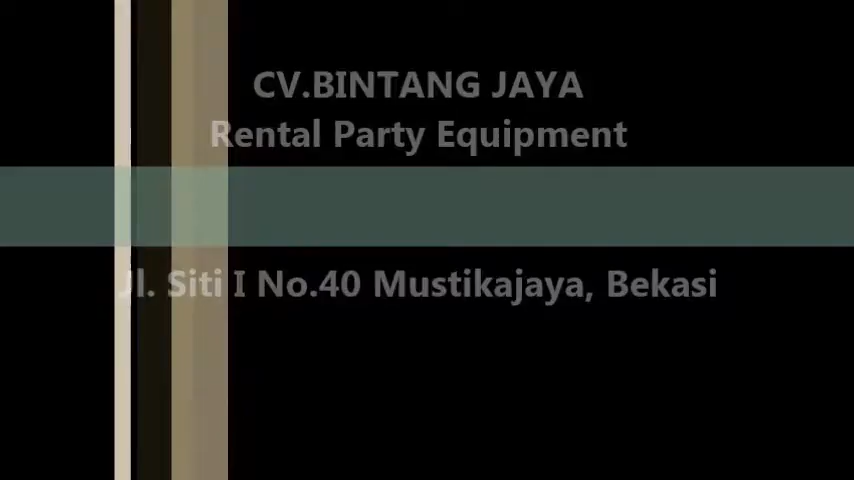 CV.BINTANG JAYA
Rental Party Equipment
Jl. Siti I No.40 Mustikajaya, Bekasi